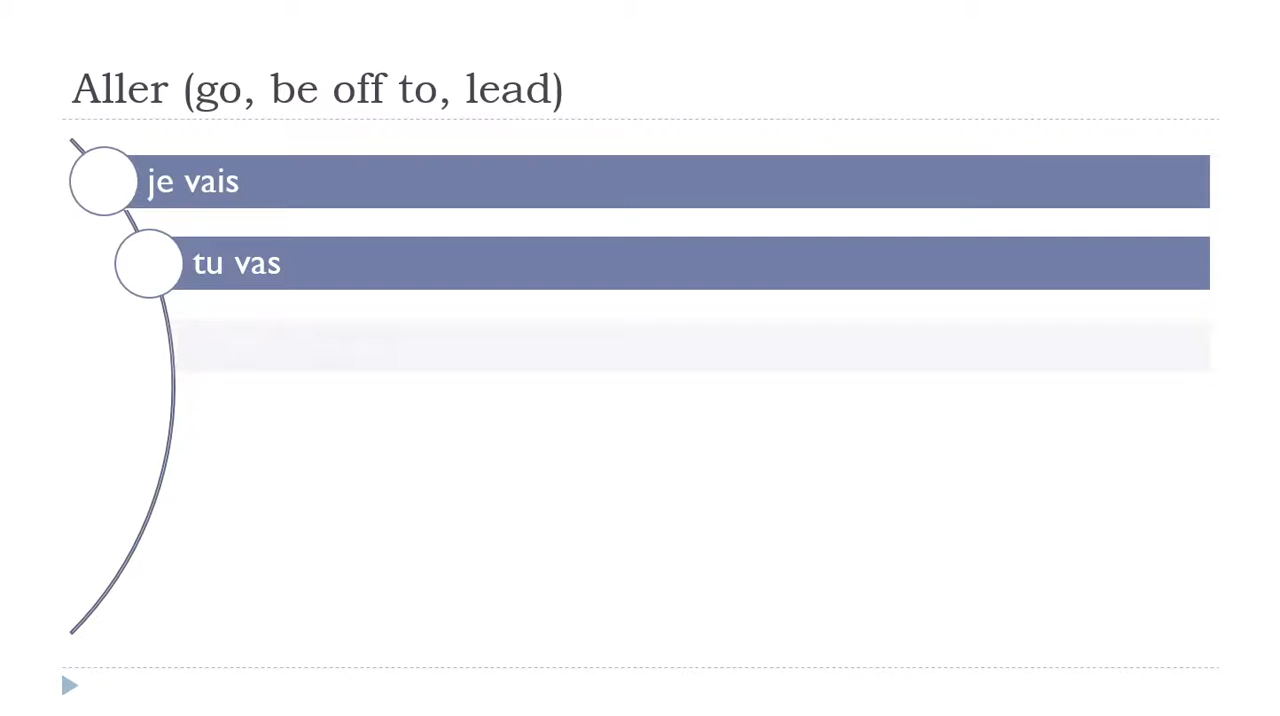 Aller (go, be off to, lead)
je vais
tu vas